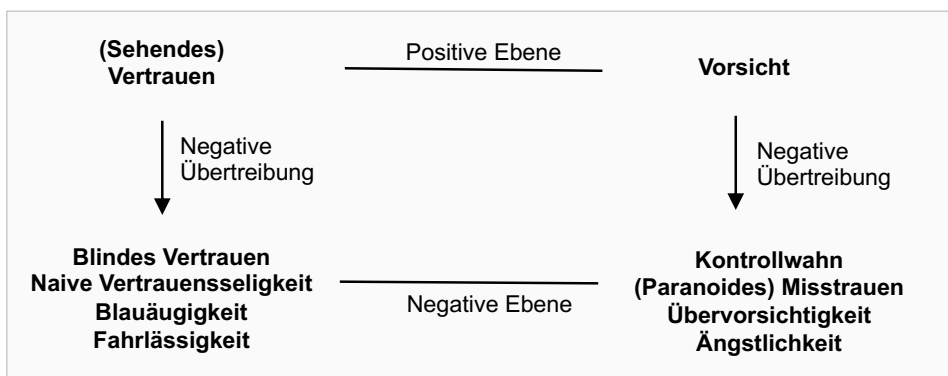 (Sehendes)
Vertrauen
Positive Ebene
Vorsicht
Negative
Übertreibung
Negative
Übertreibung
Blindes Vertrauen
Naive Vertrauensseligkeit
Blauäugigkeit
Fahrlässigkeit
Negative Ebene
Kontrollwahn
(Paranoides) Misstrauen
Übervorsichtigkeit
Ängstlichkeit